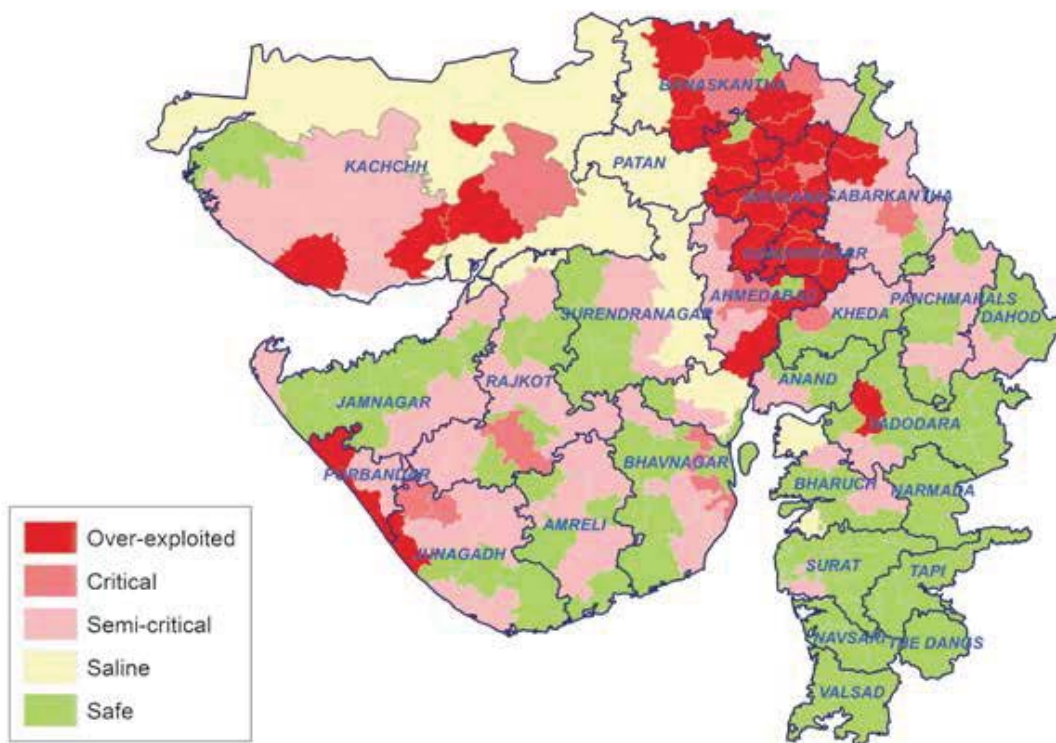 BANASKANTHA
KACHCHH
PATAN
SABARKANTHA
AHMEDABAD
SURENDRANAGAR
KHEDA
PANCHMAHALS
DAHOD
ANAND
RAJKOT
JAMNAGAR
VADODARA
PORBANDAR
BHAVNAGAR
BHARUCH
NARMADA
AMRELI
JUNAGADH
SURAT
TAPI
NAVSARI
THE DANGS
VALSAD
Over-exploited
Critical
Semi-critical
Saline
Safe